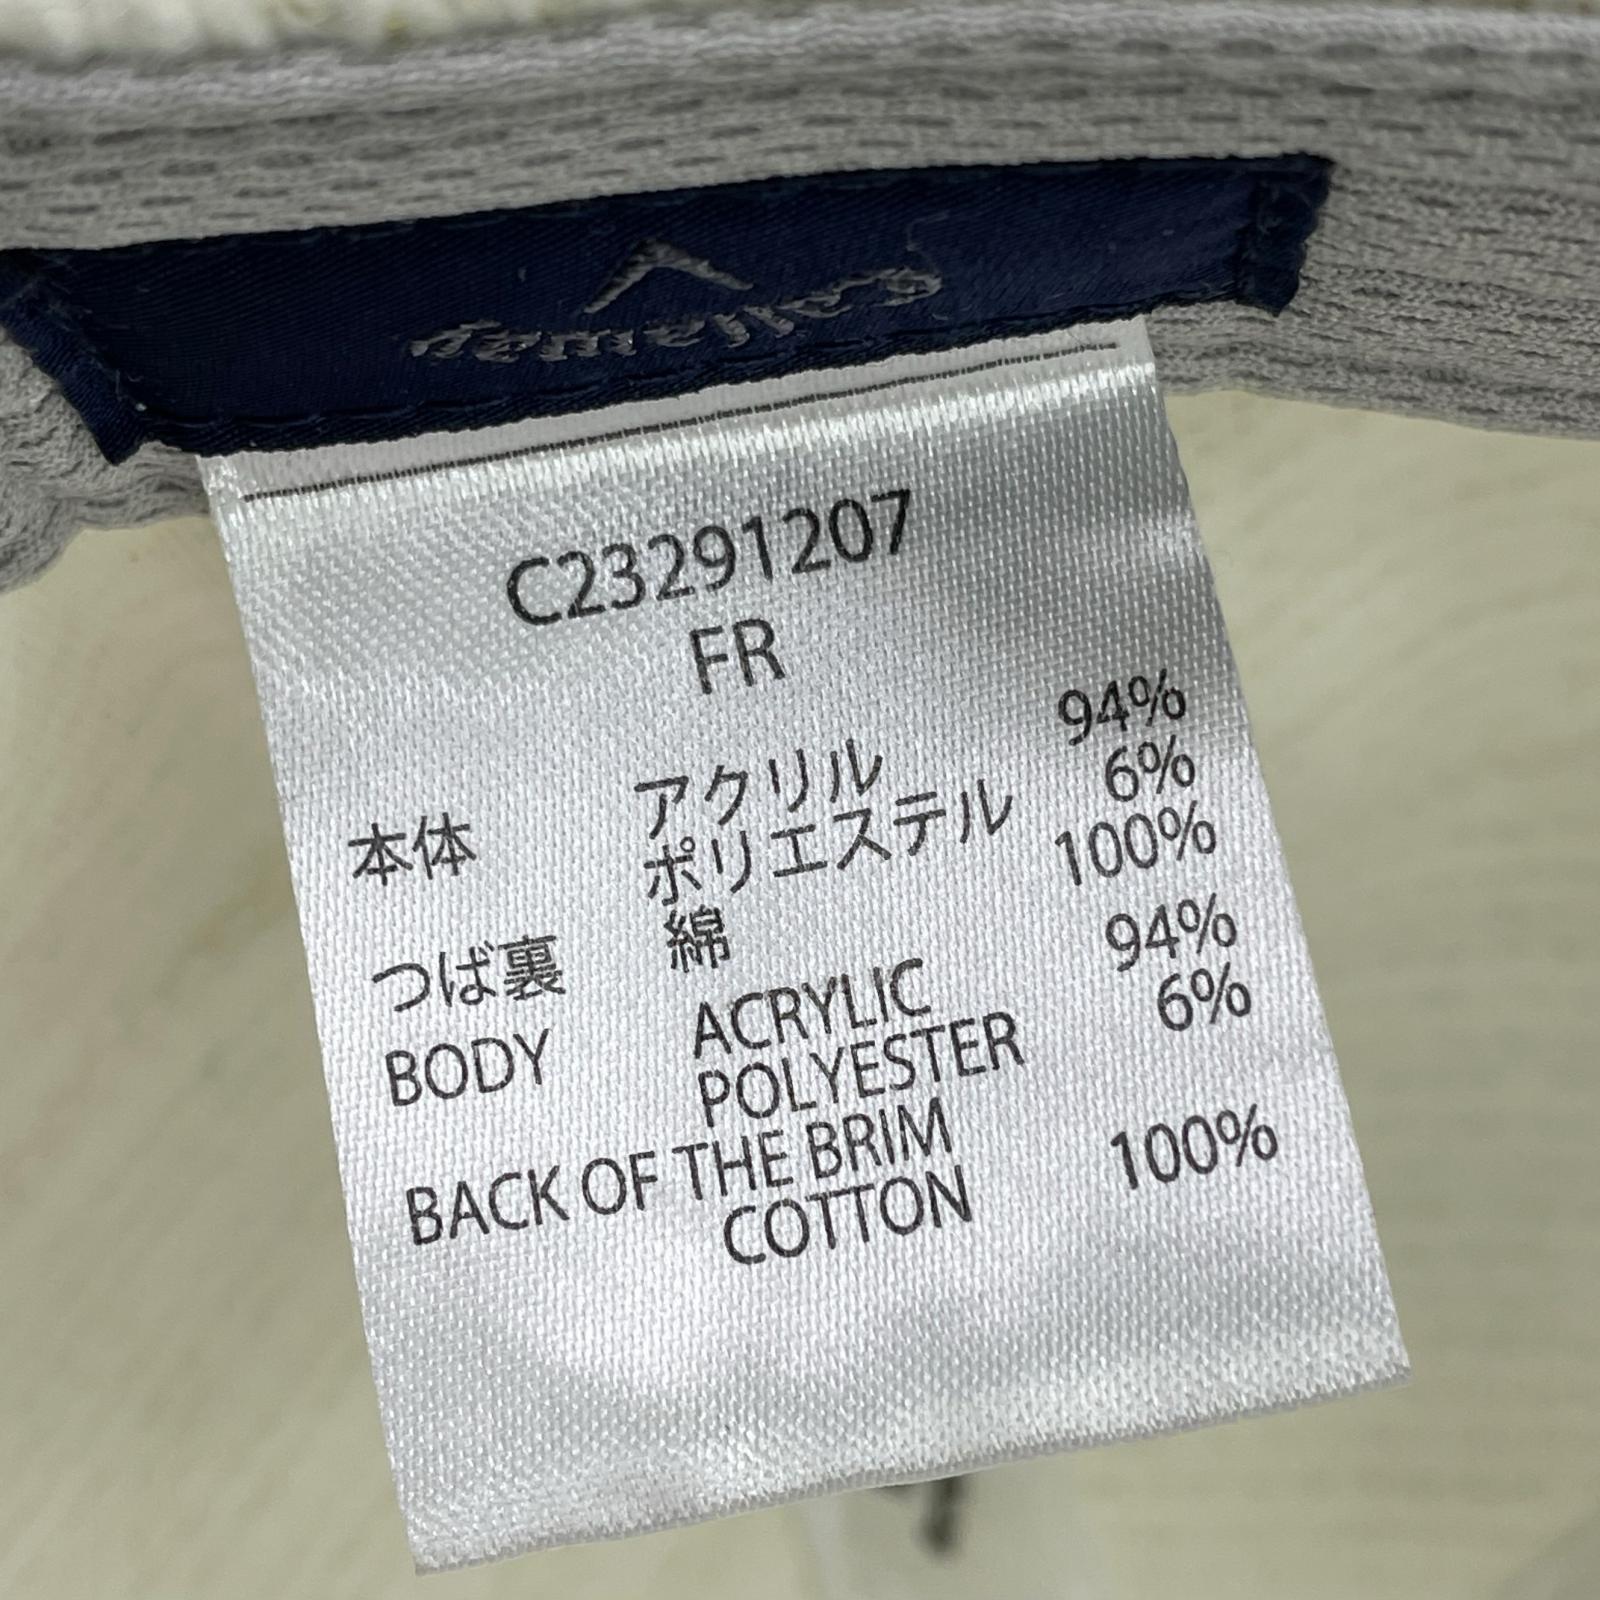 Callaway
C23291207
FR
本体 アクリル 94%
ポリエステル 6%
つば裏 綿 100%
BODY ACRYLIC 94%
POLYESTER 6%
BACK OF THE BRIM
COTTON 100%